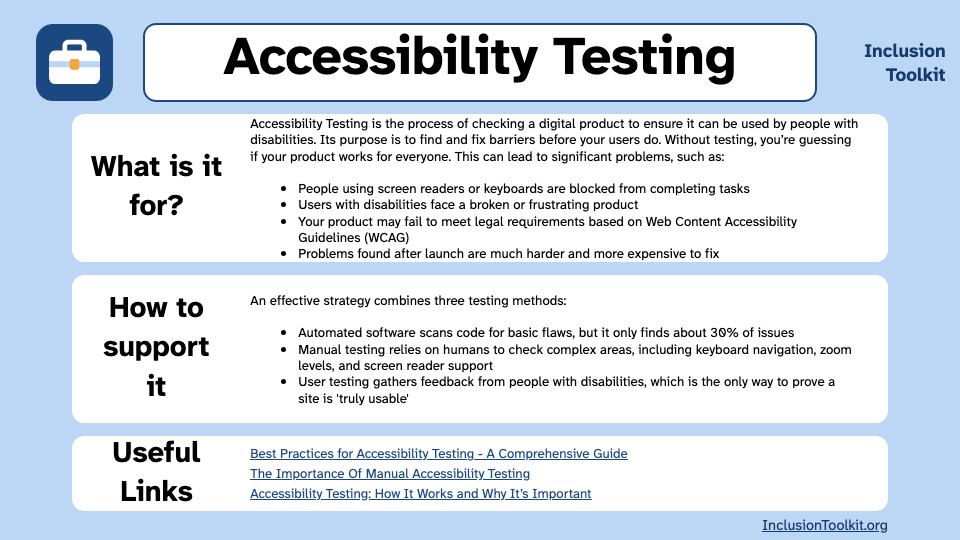 Accessibility Testing
Inclusion
Toolkit
What is it
for?
Accessibility Testing is the process of checking a digital product to ensure it can be used by people with
disabilities. Its purpose is to find and fix barriers before your users do. Without testing, you’re guessing
if your product works for everyone. This can lead to significant problems, such as:
• People using screen readers or keyboards are blocked from completing tasks
• Users with disabilities face a broken or frustrating product
• Your product may fail to meet legal requirements based on Web Content Accessibility
Guidelines (WCAG)
• Problems found after launch are much harder and more expensive to fix
How to
support
it
An effective strategy combines three testing methods:
• Automated software scans code for basic flaws, but it only finds about 30% of issues
• Manual testing relies on humans to check complex areas, including keyboard navigation, zoom
levels, and screen reader support
• User testing gathers feedback from people with disabilities, which is the only way to prove a
site is 'truly usable'
Useful
Links
Best Practices for Accessibility Testing - A Comprehensive Guide
The Importance Of Manual Accessibility Testing
Accessibility Testing: How It Works and Why It’s Important
InclusionToolkit.org